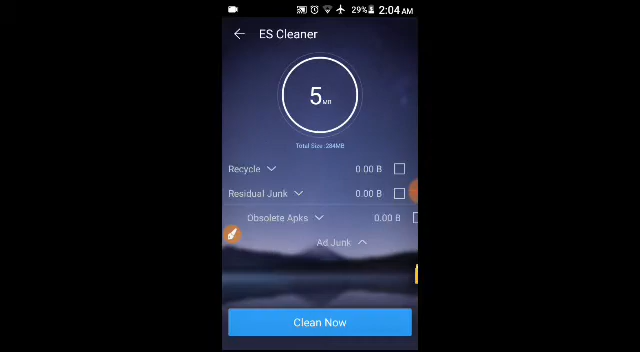 29% 2:04 AM
ES Cleaner
5 MB
Total Size :284MB
Recycle 0.00 B
Residual Junk 0.00 B
Obsolete Apks 0.00 B
Ad Junk
Clean Now